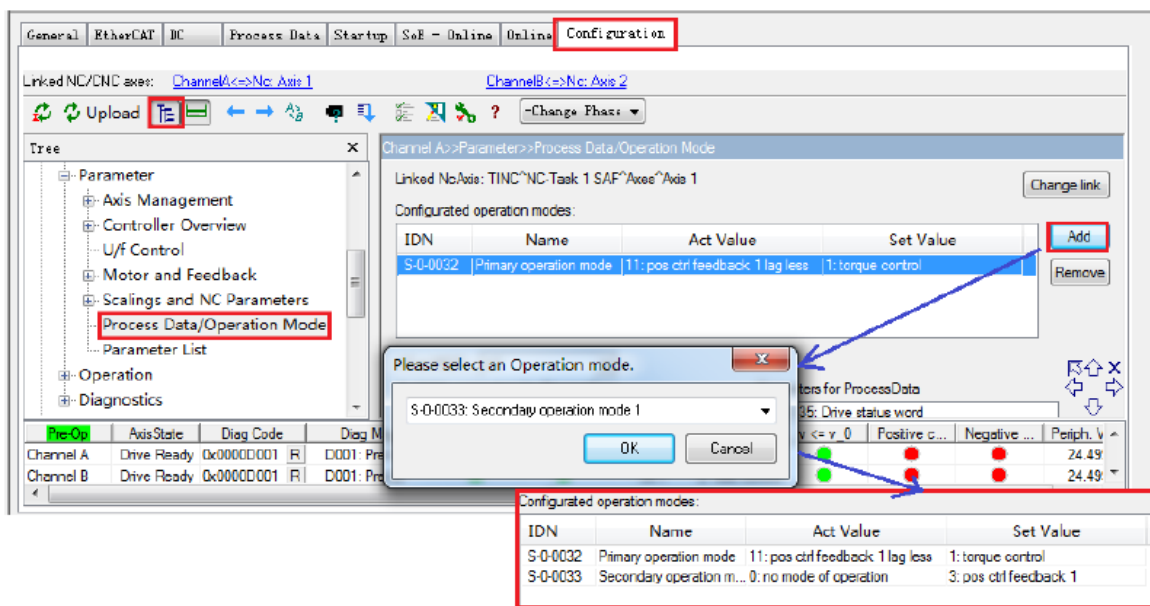 General EtherCAT DC Process Data Startup SoE - Online Online Configuration
Linked NC/CNC axes: ChannelA<=>Nc: Axis 1 ChannelB<=>Nc: Axis 2
Upload ? -Change Phase
Tree
Channel A>>Parameter>>Process Data/Operation Mode
Parameter
Axis Management
Controller Overview
U/f Control
Motor and Feedback
Scalings and NC Parameters
Process Data/Operation Mode
Parameter List
Operation
Diagnostics
Linked NcAxis: TINC^NC-Task 1 SAF^Axes^Axis 1
Change link
Configurated operation modes:
IDN Name Act Value Set Value
S-0-0032 Primary operation mode 11: pos ctrl feedback 1 lag less 1: torque control
Add
Remove
Please select an Operation mode.
S-0-0033: Secondary operation mode 1
OK Cancel
ters for ProcessData
35: Drive status word
Pre-Op AxisState Diag Code Diag M v <= v_0 Positive c... Negative ... Periph. V
Channel A Drive Ready 0x0000D001 R D001: Pre 24.49
Channel B Drive Ready 0x0000D001 R D001: Pre 24.49
Configurated operation modes:
IDN Name Act Value Set Value
S-0-0032 Primary operation mode 11: pos ctrl feedback 1 lag less 1: torque control
S-0-0033 Secondary operation m... 0: no mode of operation 3: pos ctrl feedback 1